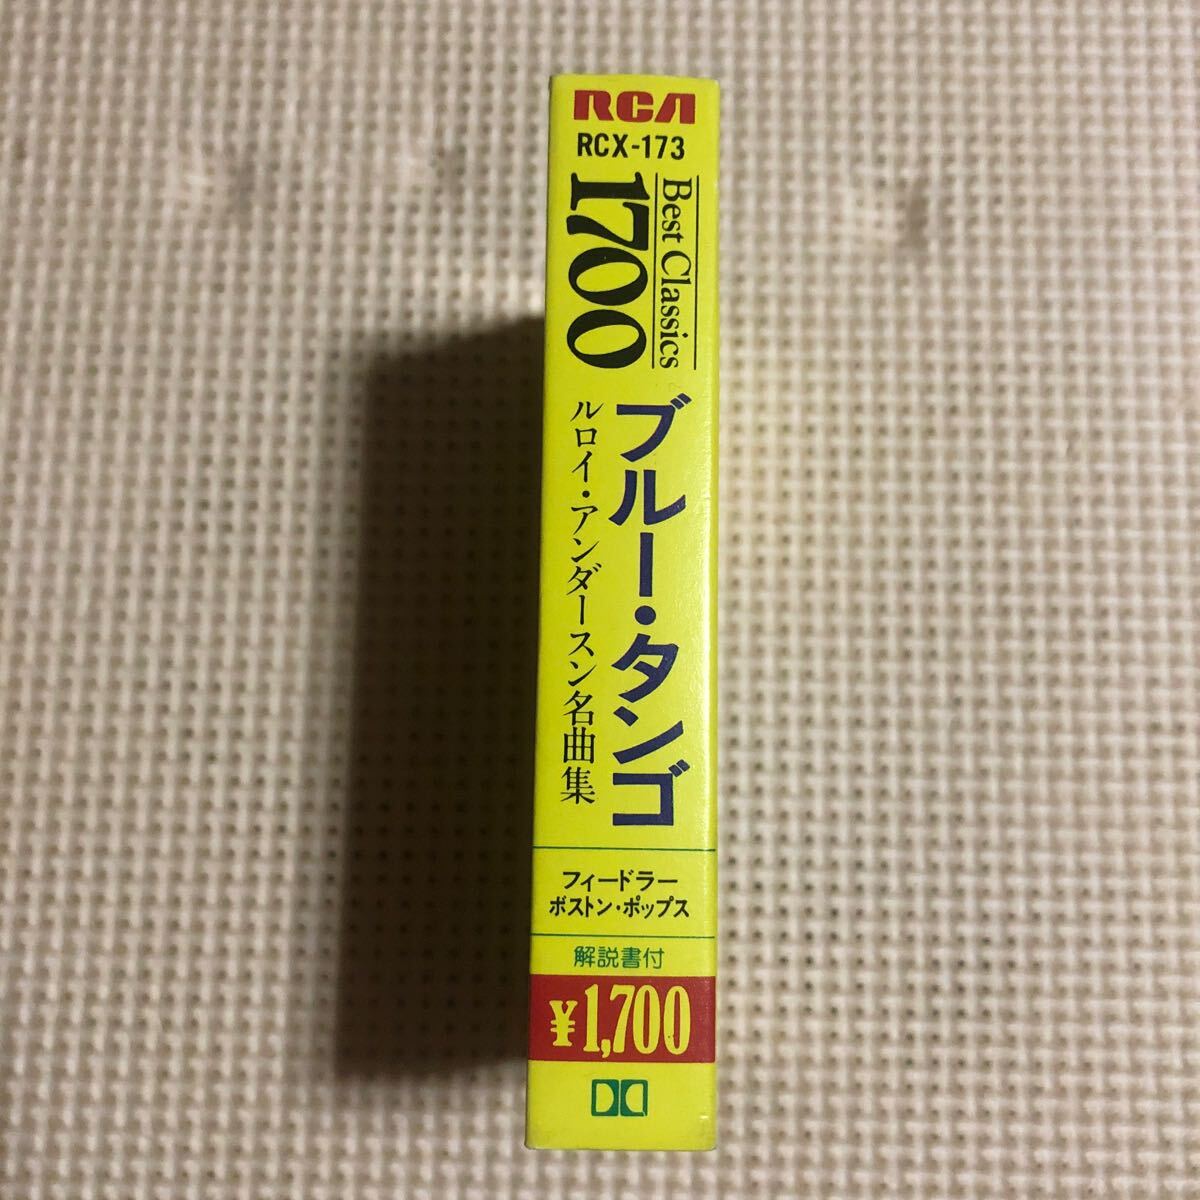 RCA
RCX-173
Best Classics
1700
ブルー・タンゴ
ルロイ・アンダースン名曲集
フィードラー
ボストン・ポップス
解説書付
¥1,700